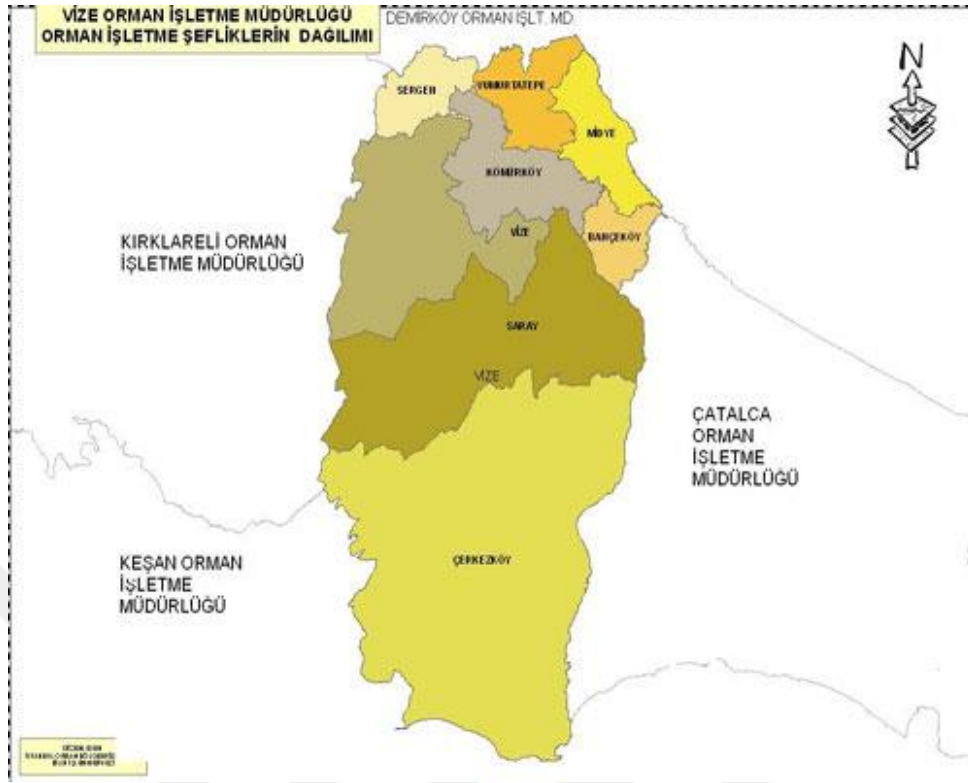 VİZE ORMAN İŞLETME MÜDÜRLÜĞÜ
ORMAN İŞLETME ŞEFLİKLERİN DAĞILIMI
DEMİRKÖY ORMAN İŞLT. MD.
N
SERGEN
YUMURTATEPE
MİDYE
KÖMİRKÖY
VİZE
BAHÇEKÖY
KIRKLARELİ ORMAN
İŞLETME MÜDÜRLÜĞÜ
SARAY
VİZE
ÇATALCA
ORMAN
İŞLETME
MÜDÜRLÜĞÜ
KEŞAN ORMAN
İŞLETME
MÜDÜRLÜĞÜ
ÇERKEZKÖY